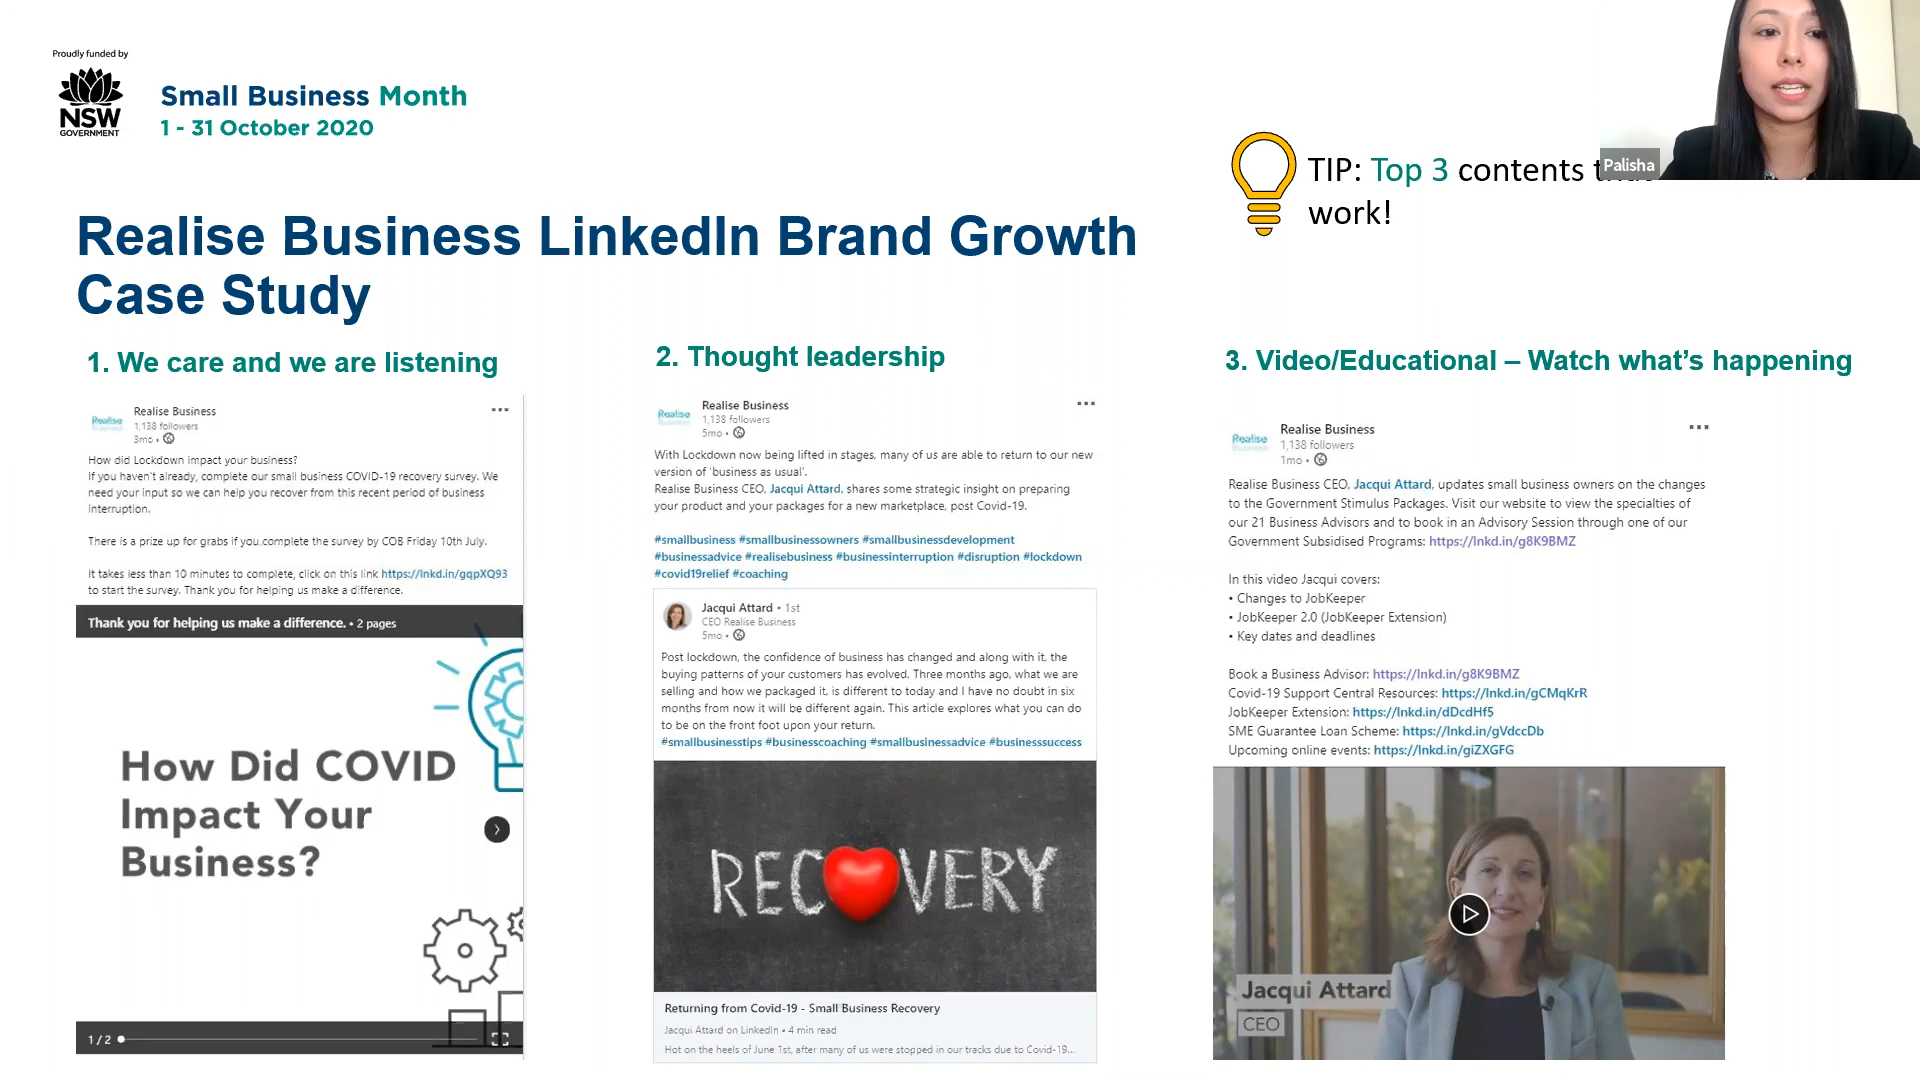 Proudly funded by
NSW
GOVERNMENT
Small Business Month
1 - 31 October 2020
TIP: Top 3 contents
work!
Palisha
Realise Business LinkedIn Brand Growth
Case Study
1. We care and we are listening
Realise Business
Realise Business
1,138 followers
3mo •
How did Lockdown impact your business?
If you haven't already, complete our small business COVID-19 recovery survey. We
need your input so we can help you recover from this recent period of business
interruption.
There is a prize up for grabs if you complete the survey by COB Friday 10th July.
It takes less than 10 minutes to complete, click on this link https://lnkd.in/gqpXQ93
to start the survey. Thank you for helping us make a difference.
Thank you for helping us make a difference. • 2 pages
How Did COVID
Impact Your
Business?
1 / 2
2. Thought leadership
Realise Business
Realise Business
1,138 followers
5mo •
With Lockdown now being lifted in stages, many of us are able to return to our new
version of 'business as usual'.
Realise Business CEO, Jacqui Attard, shares some strategic insight on preparing
your product and your packages for a new marketplace, post Covid-19.
#smallbusiness #smallbusinessowners #smallbusinessdevelopment
#businessadvice #realisebusiness #businessinterruption #disruption #lockdown
#covid19relief #coaching
Jacqui Attard • 1st
CEO Realise Business
5mo •
Post lockdown, the confidence of business has changed and along with it, the
buying patterns of your customers has evolved. Three months ago, what we are
selling and how we packaged it, is different to today and I have no doubt in six
months from now it will be different again. This article explores what you can do
to be on the front foot upon your return.
#smallbusinesstips #businesscoaching #smallbusinessadvice #businesssuccess
REC VERY
Returning from Covid-19 - Small Business Recovery
Jacqui Attard on LinkedIn • 4 min read
Hot on the heels of June 1st, after many of us were stopped in our tracks due to Covid-19...
3. Video/Educational – Watch what's happening
Realise Business
Realise Business
1,138 followers
1mo •
Realise Business CEO, Jacqui Attard, updates small business owners on the changes
to the Government Stimulus Packages. Visit our website to view the specialties of
our 21 Business Advisors and to book in an Advisory Session through one of our
Government Subsidised Programs: https://lnkd.in/g8K9BMZ
In this video Jacqui covers:
• Changes to JobKeeper
• JobKeeper 2.0 (JobKeeper Extension)
• Key dates and deadlines
Book a Business Advisor: https://lnkd.in/g8K9BMZ
Covid-19 Support Central Resources: https://lnkd.in/gCMqKrR
JobKeeper Extension: https://lnkd.in/dDcdHf5
SME Guarantee Loan Scheme: https://lnkd.in/gVdccDb
Upcoming online events: https://lnkd.in/giZXGFG
Jacqui Attard
CEO